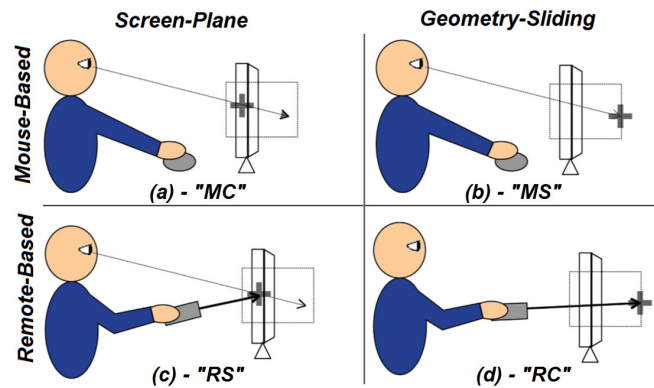 Screen-Plane Geometry-Sliding
Mouse-Based
(a) - "MC" (b) - "MS"
Remote-Based
(c) - "RS" (d) - "RC"